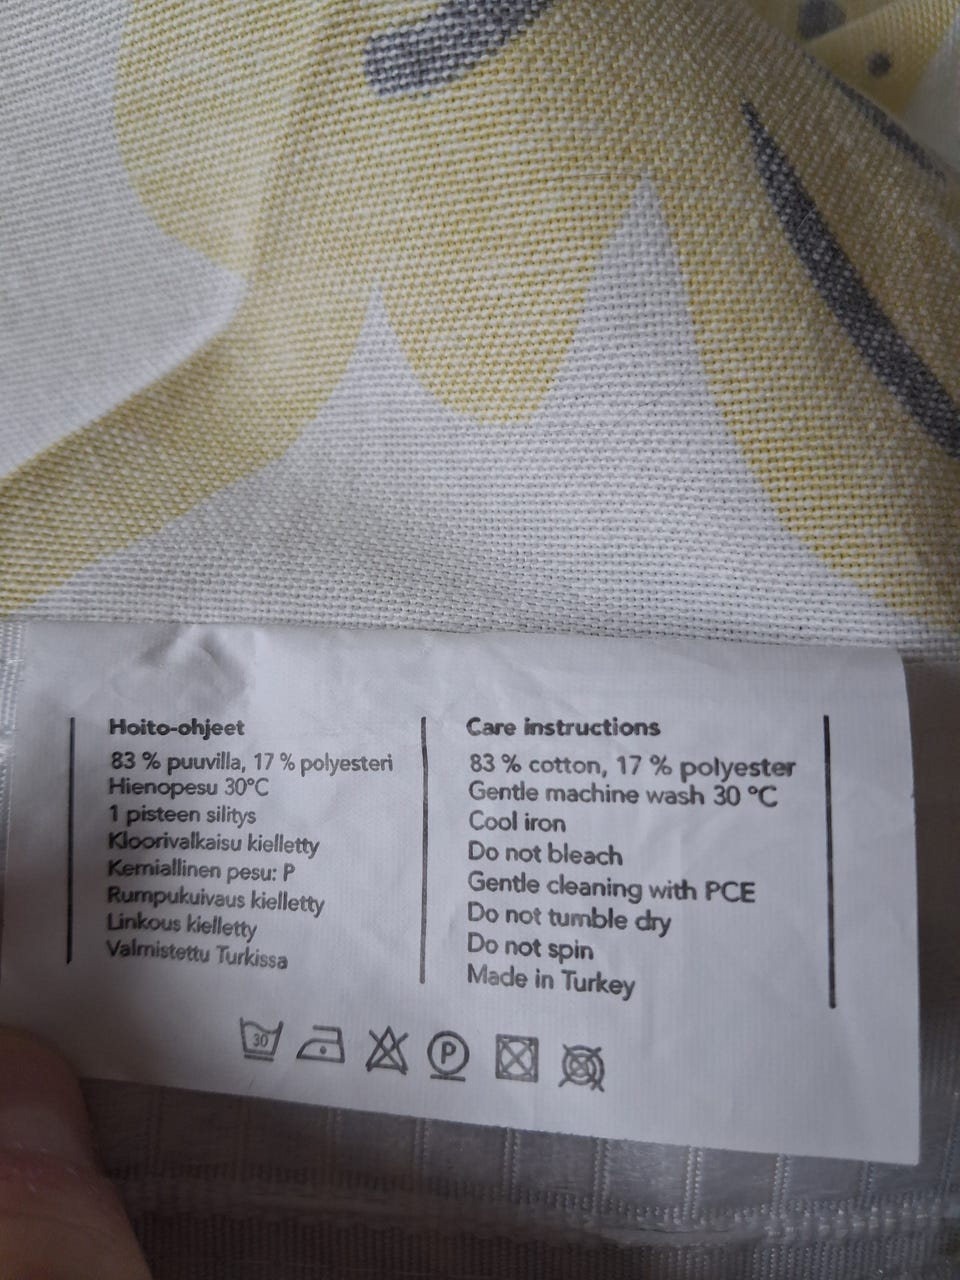 Hoito-ohjeet
83 % puuvilla, 17 % polyesteri
Hienopesu 30°C
1 pisteen silitys
Kloorivalkaisu kielletty
Kemiallinen pesu: P
Rumpukuivaus kielletty
Linkous kielletty
Valmistettu Turkissa
Care instructions
83 % cotton, 17 % polyester
Gentle machine wash 30 °C
Cool iron
Do not bleach
Gentle cleaning with PCE
Do not tumble dry
Do not spin
Made in Turkey
30 P